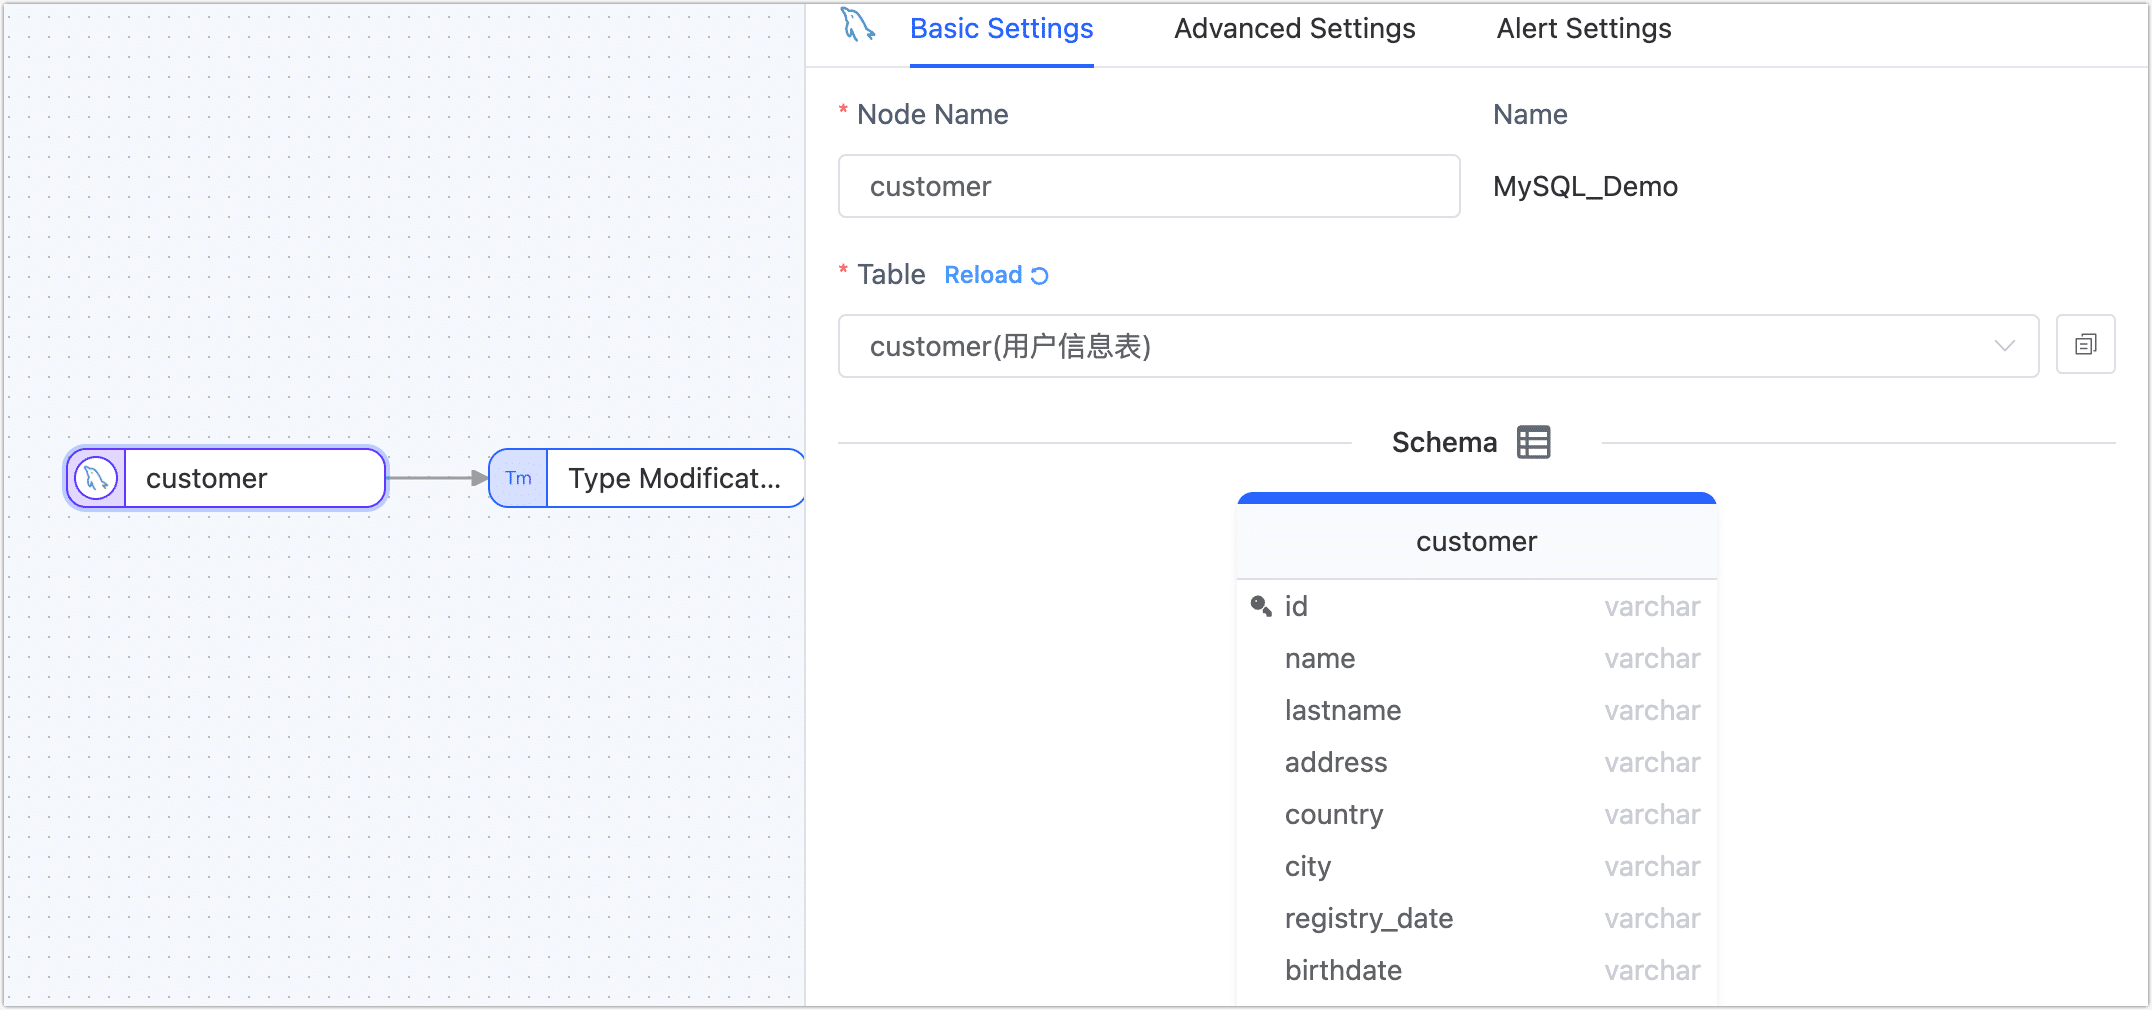 Basic Settings Advanced Settings Alert Settings
* Node Name Name
customer MySQL_Demo
* Table Reload
customer(用户信息表)
Schema
customer Tm Type Modificat...
customer
id varchar
name varchar
lastname varchar
address varchar
country varchar
city varchar
registry_date varchar
birthdate varchar